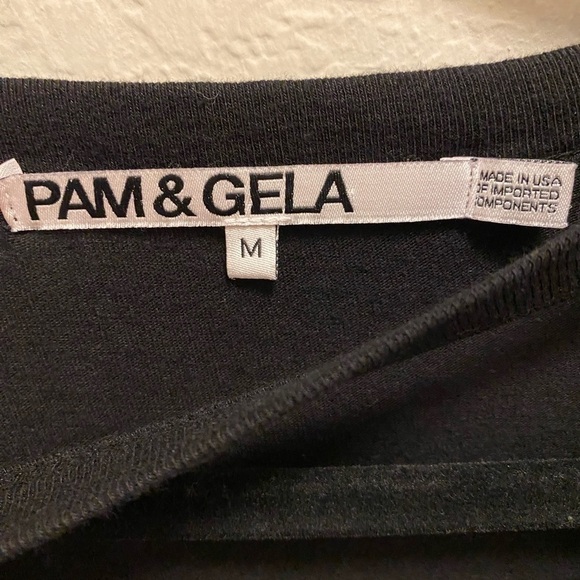 PAM & GELA
M
MADE IN USA
OF IMPORTED
COMPONENTS